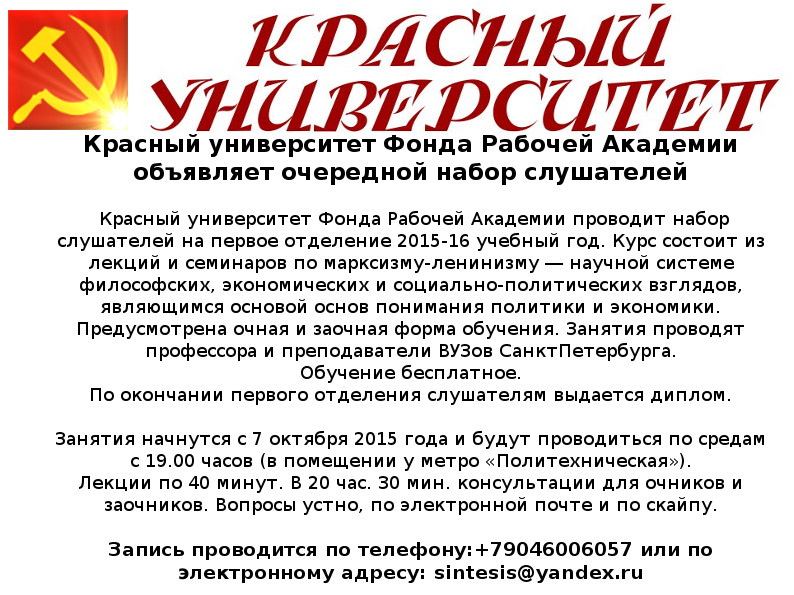 КРАСНЫЙ
УНИВЕРСИТЕТ
Красный университет Фонда Рабочей Академии
объявляет очередной набор слушателей
Красный университет Фонда Рабочей Академии проводит набор
слушателей на первое отделение 2015-16 учебный год. Курс состоит из
лекций и семинаров по марксизму-ленинизму — научной системе
философских, экономических и социально-политических взглядов,
являющимся основой основ понимания политики и экономики.
Предусмотрена очная и заочная форма обучения. Занятия проводят
профессора и преподаватели ВУЗов СанктПетербурга.
Обучение бесплатное.
По окончании первого отделения слушателям выдается диплом.
Занятия начнутся с 7 октября 2015 года и будут проводиться по средам
с 19.00 часов (в помещении у метро «Политехническая»).
Лекции по 40 минут. В 20 час. 30 мин. консультации для очников и
заочников. Вопросы устно, по электронной почте и по скайпу.
Запись проводится по телефону:+79046006057 или по
электронному адресу: sintesis@yandex.ru